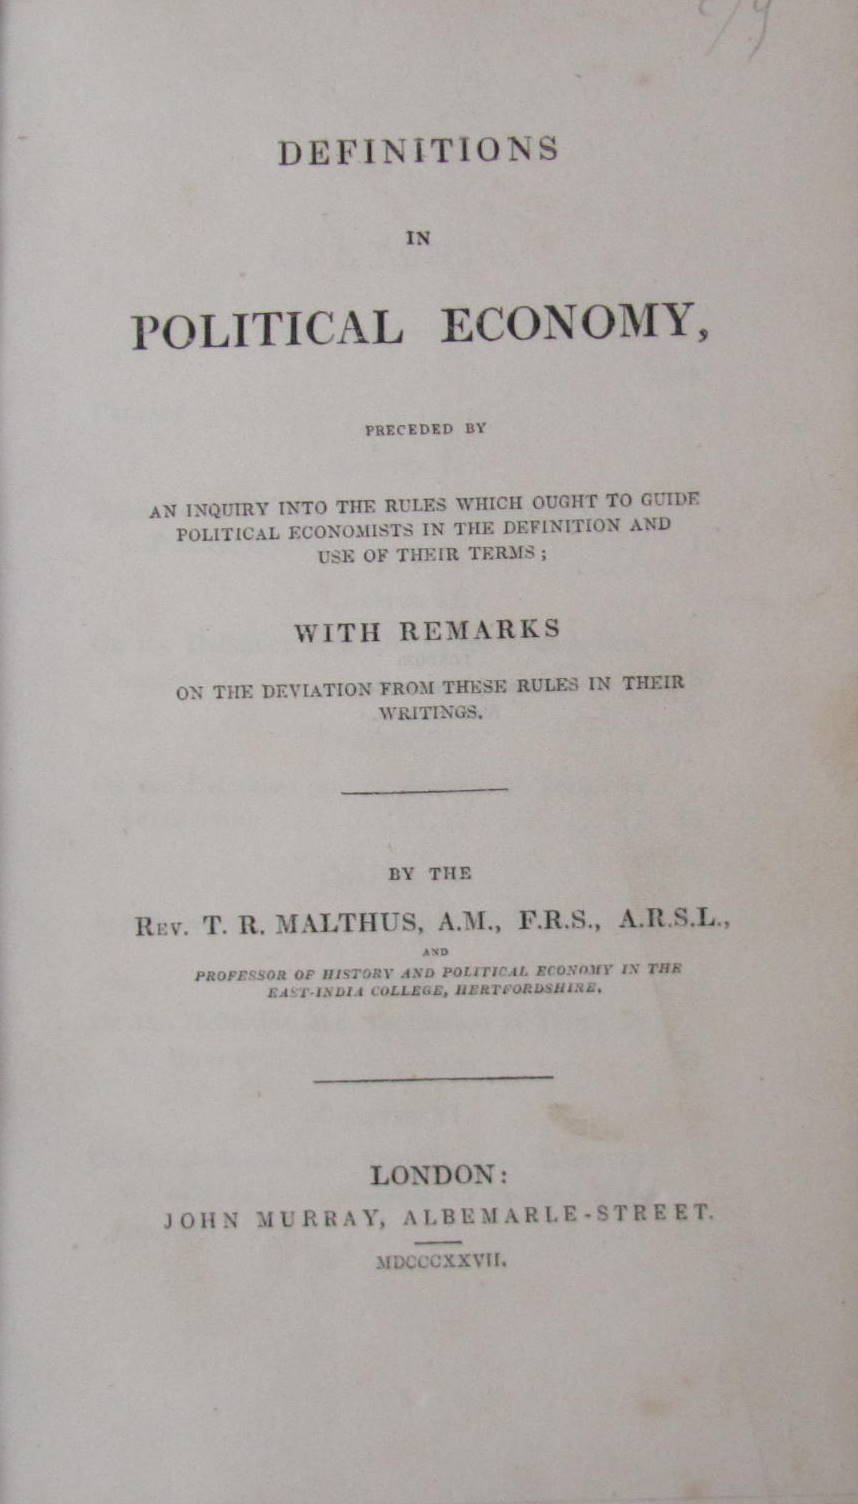 DEFINITIONS
IN
POLITICAL ECONOMY,
PRECEDED BY
AN INQUIRY INTO THE RULES WHICH OUGHT TO GUIDE
POLITICAL ECONOMISTS IN THE DEFINITION AND
USE OF THEIR TERMS;
WITH REMARKS
ON THE DEVIATION FROM THESE RULES IN THEIR
WRITINGS.
BY THE
REV. T. R. MALTHUS, A.M., F.R.S., A.R.S.L.,
AND
PROFESSOR OF HISTORY AND POLITICAL ECONOMY IN THE
EAST-INDIA COLLEGE, HERTFORDSHIRE.
LONDON:
JOHN MURRAY, ALBEMARLE-STREET.
MDCCCXXVII.